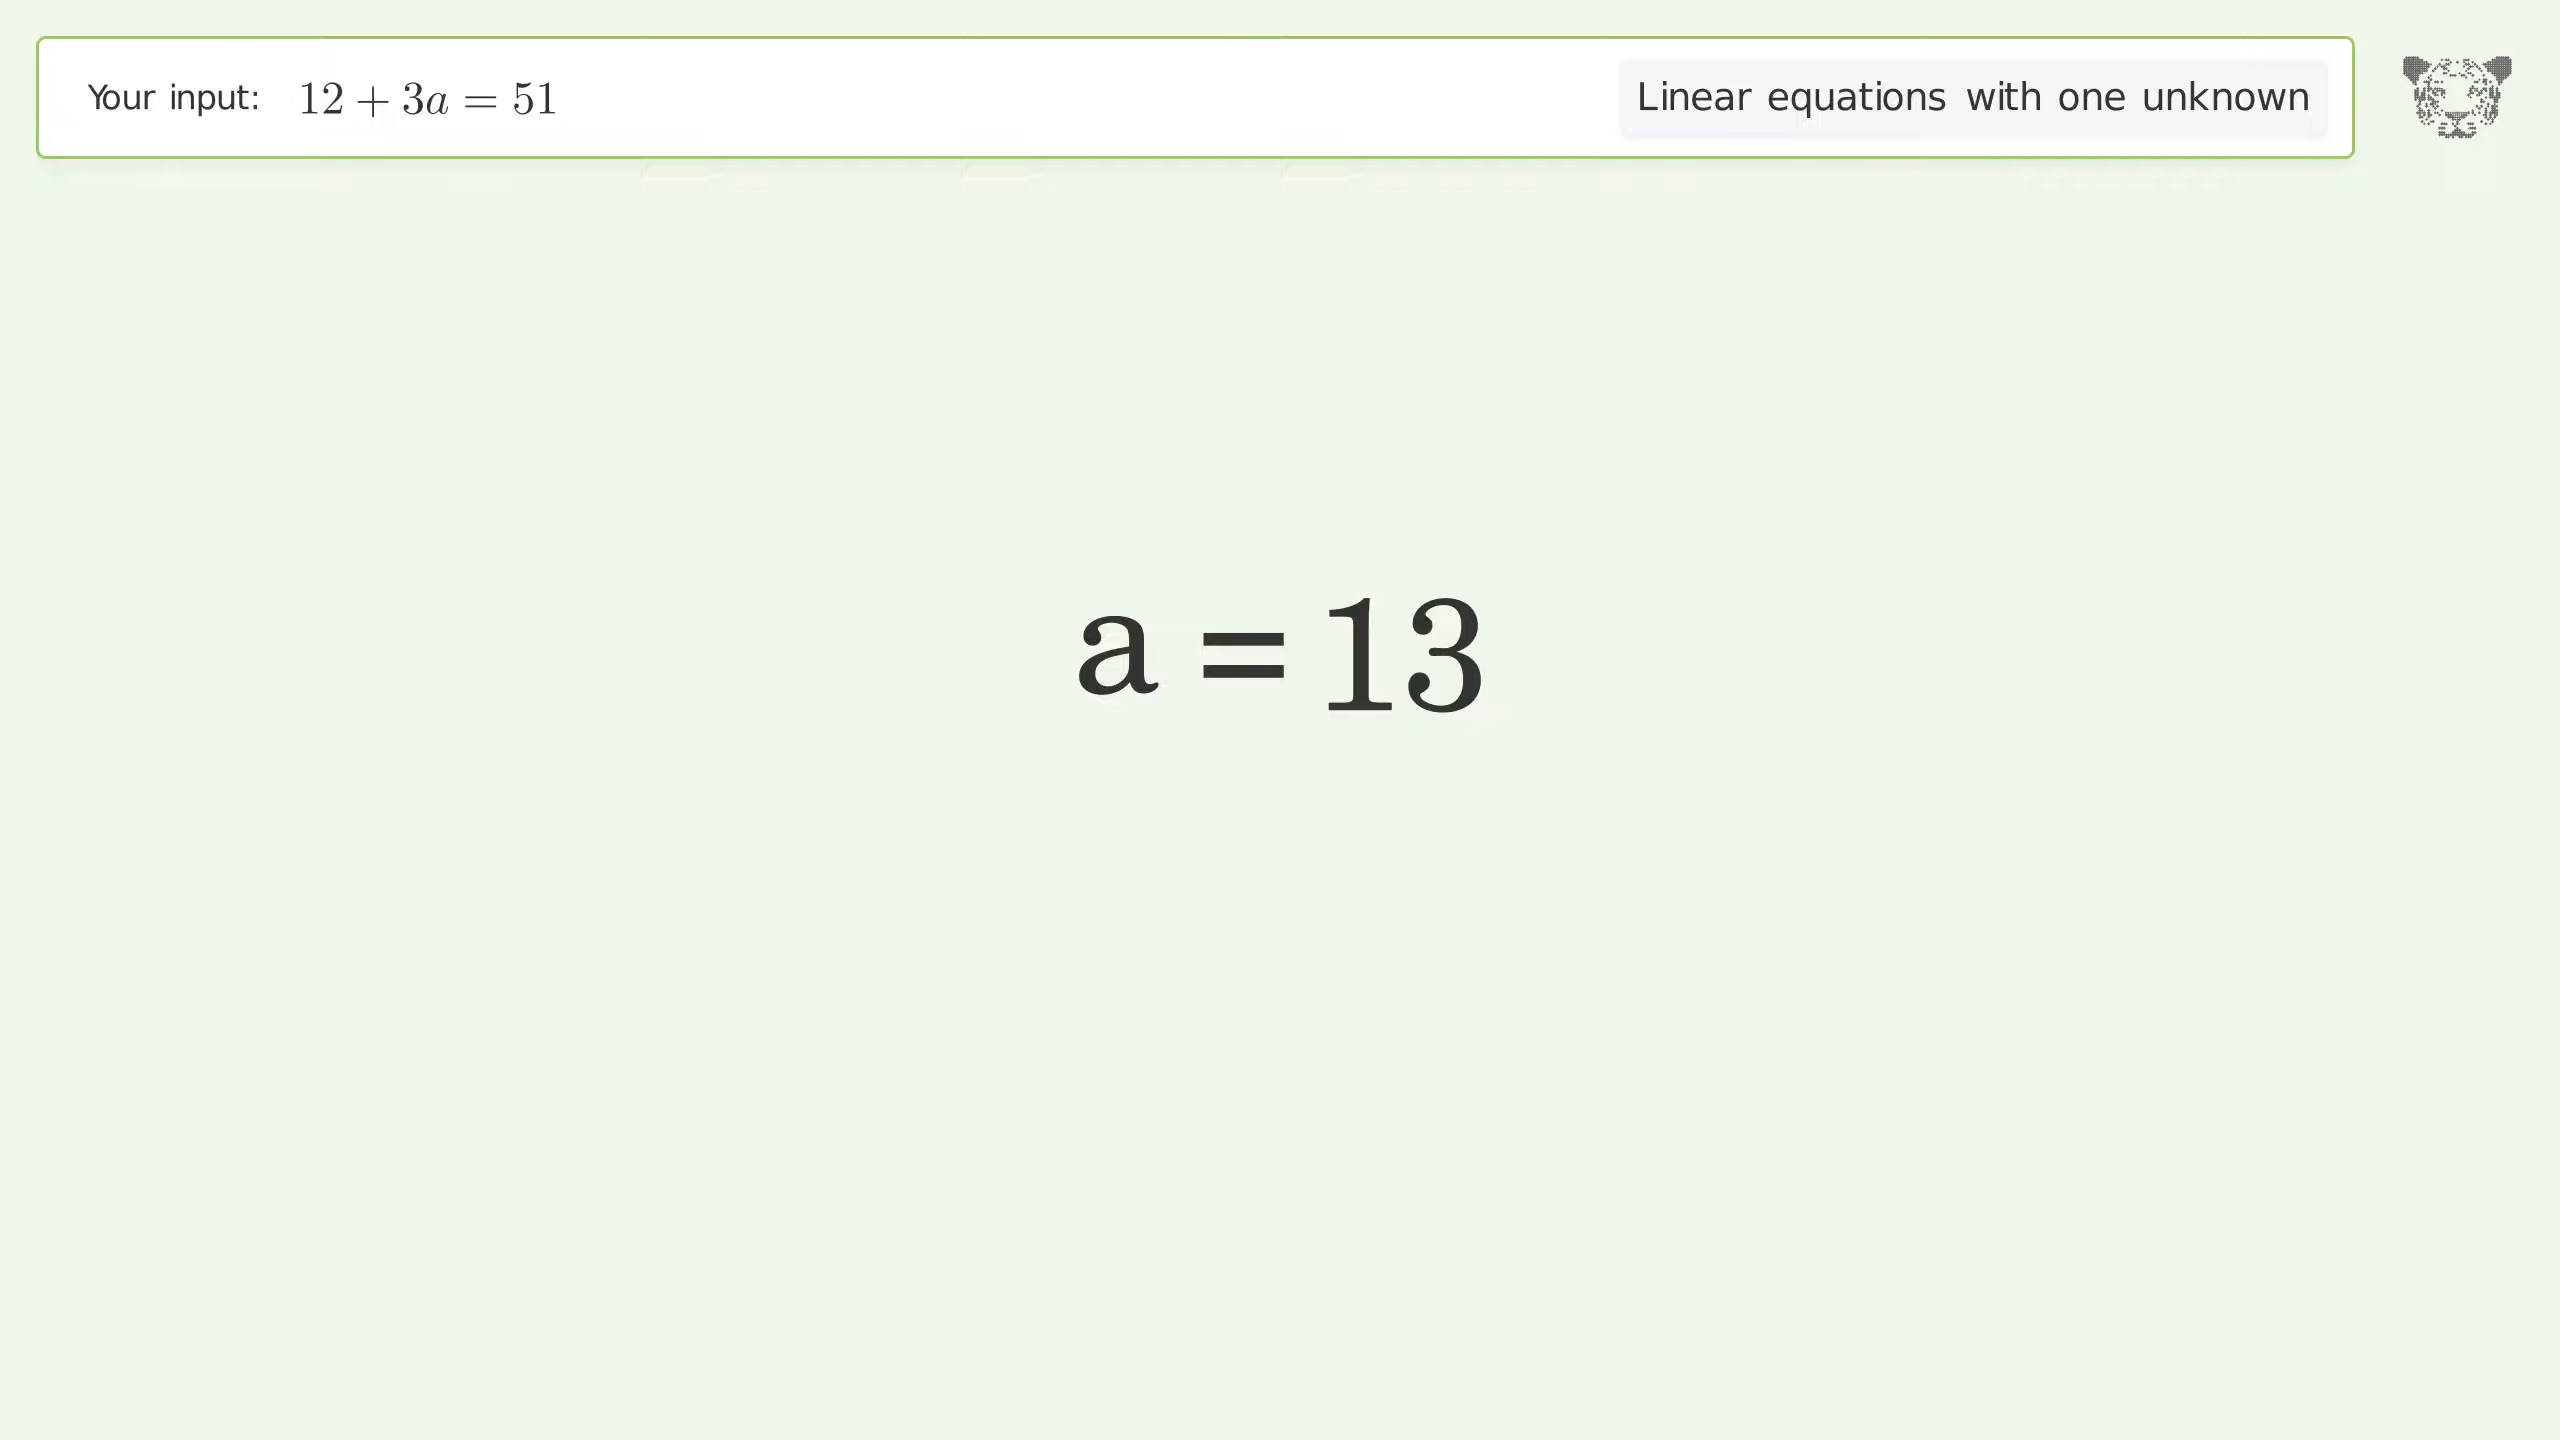 Your input: 12 + 3a = 51
Linear equations with one unknown
a = 13